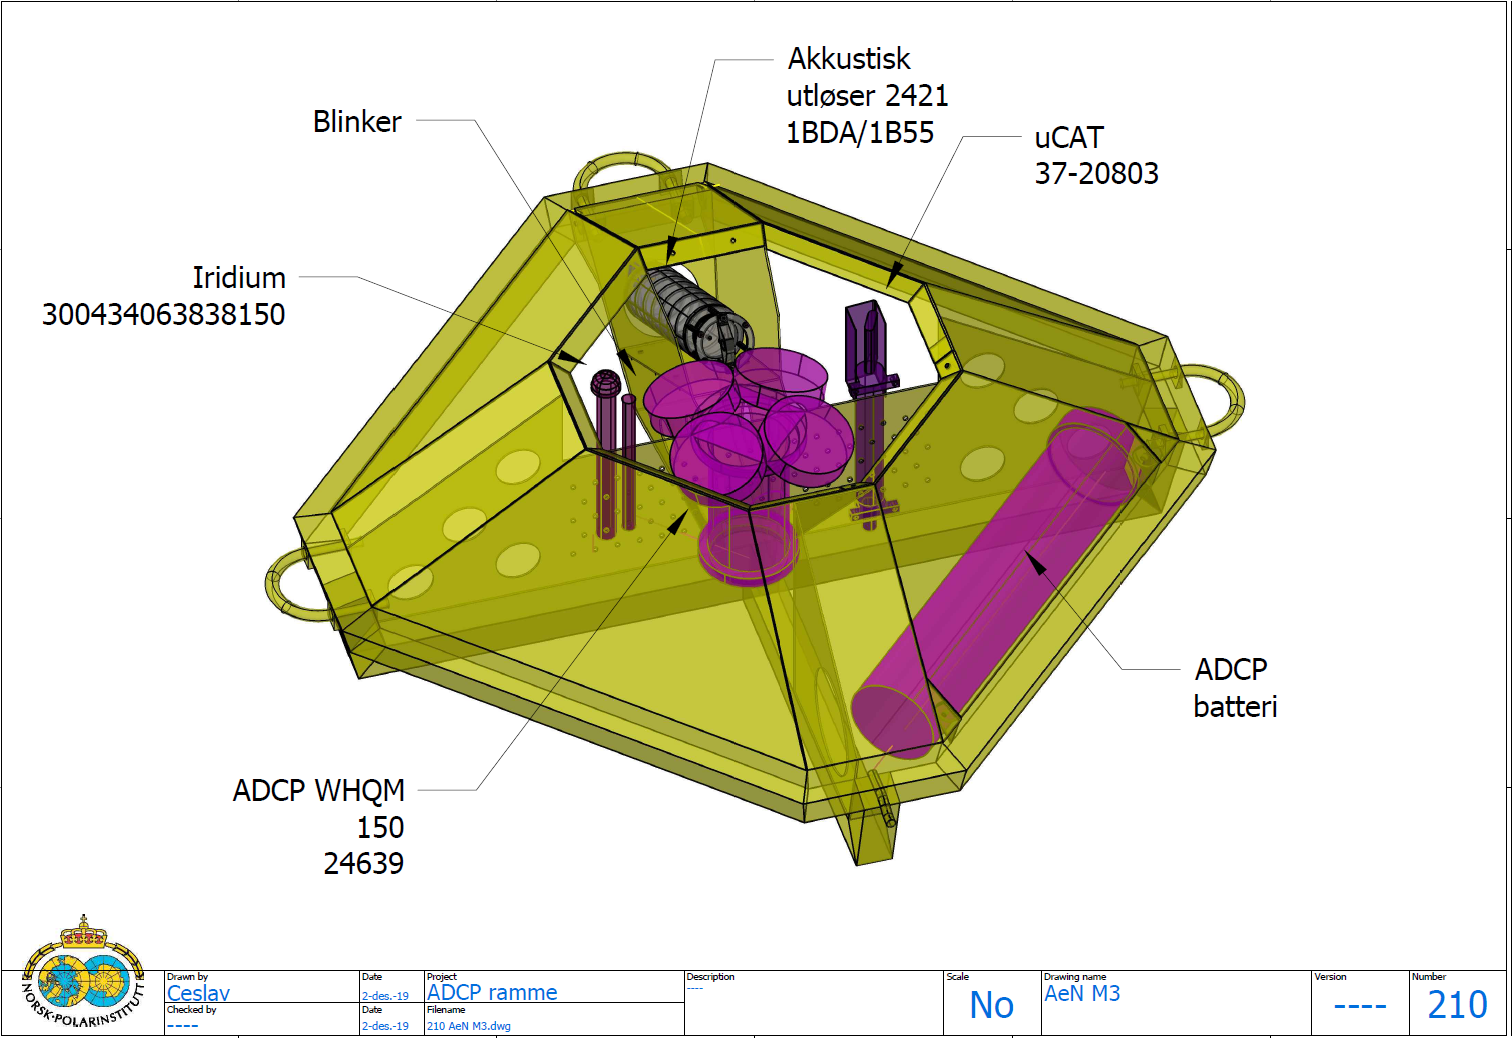 Akkustisk
utløser 2421
1BDA/1B55
Blinker
uCAT
37-20803
Iridium
300434063838150
ADCP
batteri
ADCP WHQM
150
24639
NORSK-POLARINSTITUTT
Drawn by
Ceslav
Checked by
----
Date
2-des.-19
Date
2-des.-19
Project
ADCP ramme
Filename
210 AeN M3.dwg
Description
----
Scale
No
Drawing name
AeN M3
Version
----
Number
210